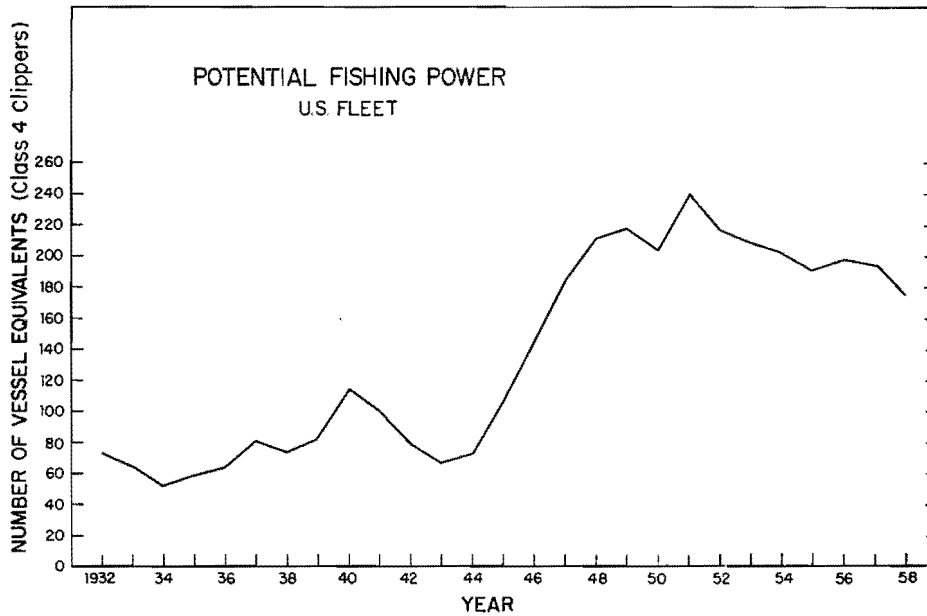 POTENTIAL FISHING POWER
U.S. FLEET
NUMBER OF VESSEL EQUIVALENTS (Class 4 Clippers)
260
240
220
200
180
160
140
120
100
80
60
40
20
0
1932 34 36 38 40 42 44 46 48 50 52 54 56 58
YEAR